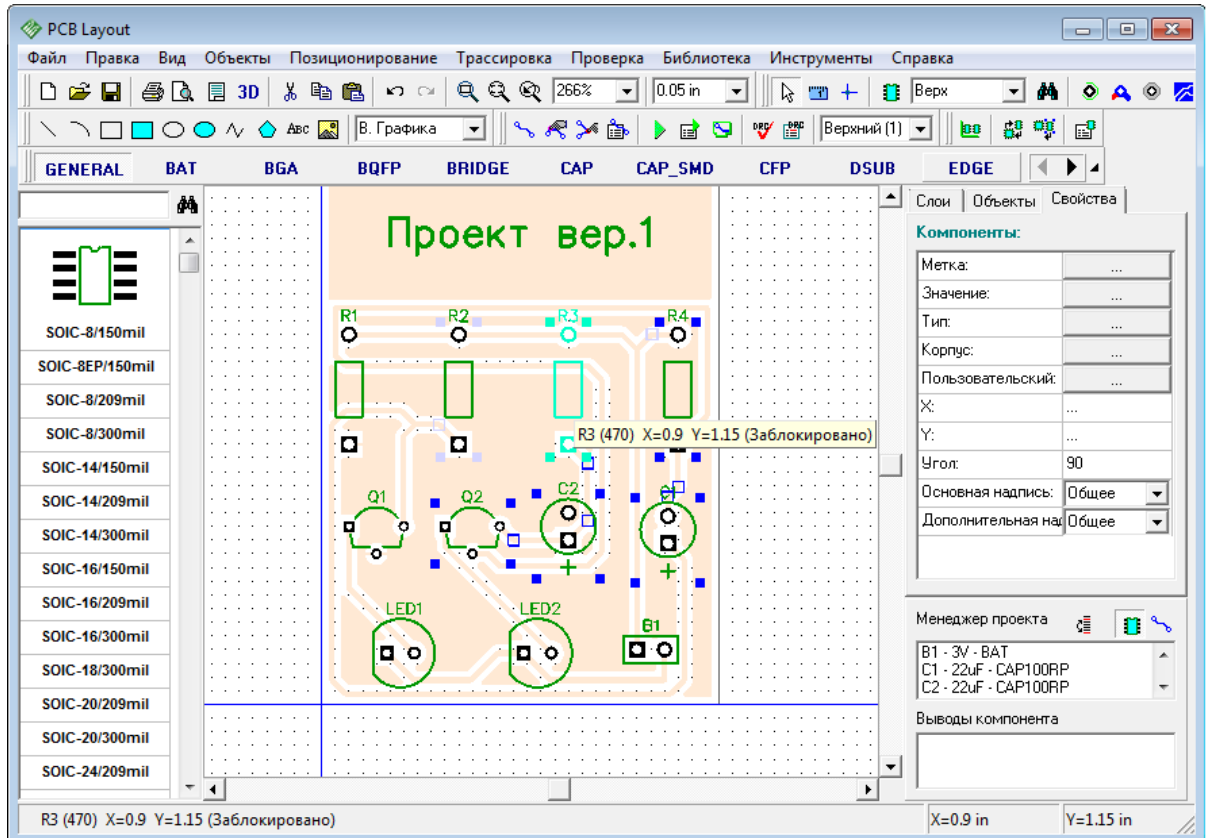 PCB Layout
Файл Правка Вид Объекты Позиционирование Трассировка Проверка Библиотека Инструменты Справка
3D 266% 0.05 in Верх
ABC В. Графика DRC DRC Верхний (1)
GENERAL BAT BGA BQFP BRIDGE CAP CAP_SMD CFP DSUB EDGE
SOIC-8/150mil
SOIC-8EP/150mil
SOIC-8/209mil
SOIC-8/300mil
SOIC-14/150mil
SOIC-14/209mil
SOIC-14/300mil
SOIC-16/150mil
SOIC-16/209mil
SOIC-16/300mil
SOIC-18/300mil
SOIC-20/209mil
SOIC-20/300mil
SOIC-24/209mil
Проект вер.1
R1 R2 R3 R4
R3 (470) X=0.9 Y=1.15 (Заблокировано)
Q1 Q2 C2
LED1 LED2 B1
Слои Объекты Свойства
Компоненты:
Метка: ...
Значение: ...
Тип: ...
Корпус: ...
Пользовательский: ...
X: ...
Y: ...
Угол: 90
Основная надпись: Общее
Дополнительная над Общее
Менеджер проекта
B1 - 3V - BAT
C1 - 22uF - CAP100RP
C2 - 22uF - CAP100RP
Выводы компонента
R3 (470) X=0.9 Y=1.15 (Заблокировано) X=0.9 in Y=1.15 in